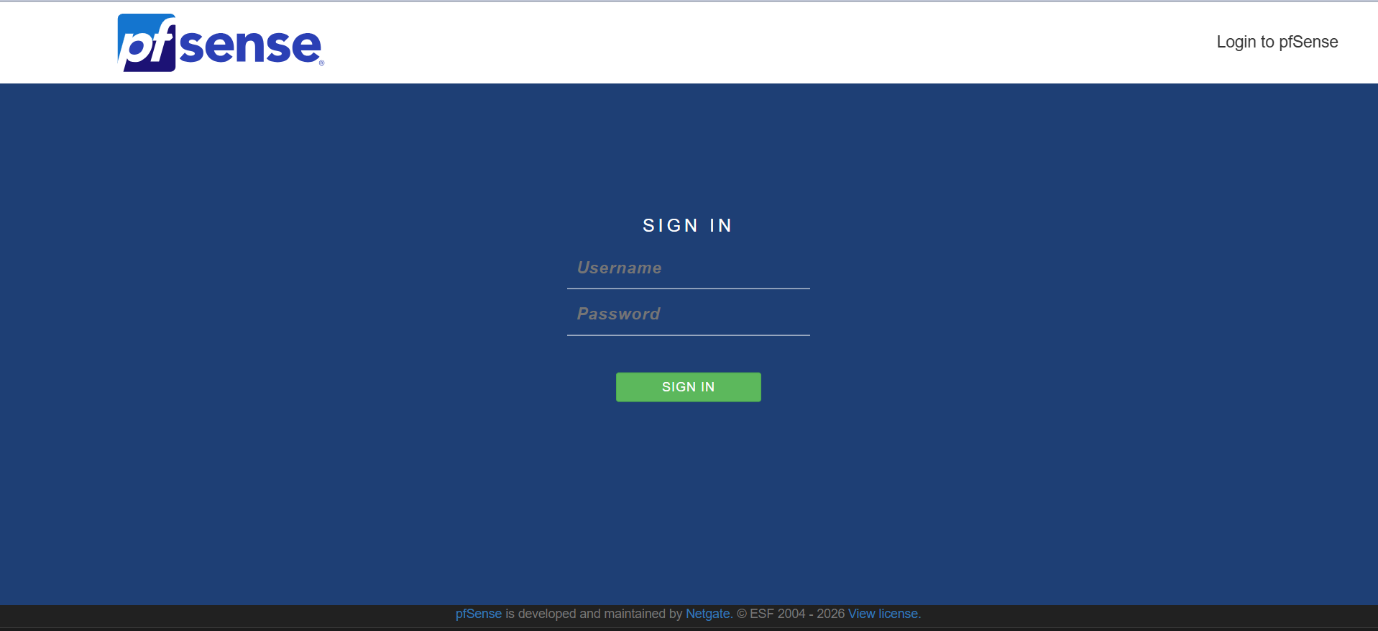 pfsense®
Login to pfSense
SIGN IN
Username
Password
SIGN IN
pfSense is developed and maintained by Netgate. © ESF 2004 - 2026 View license.